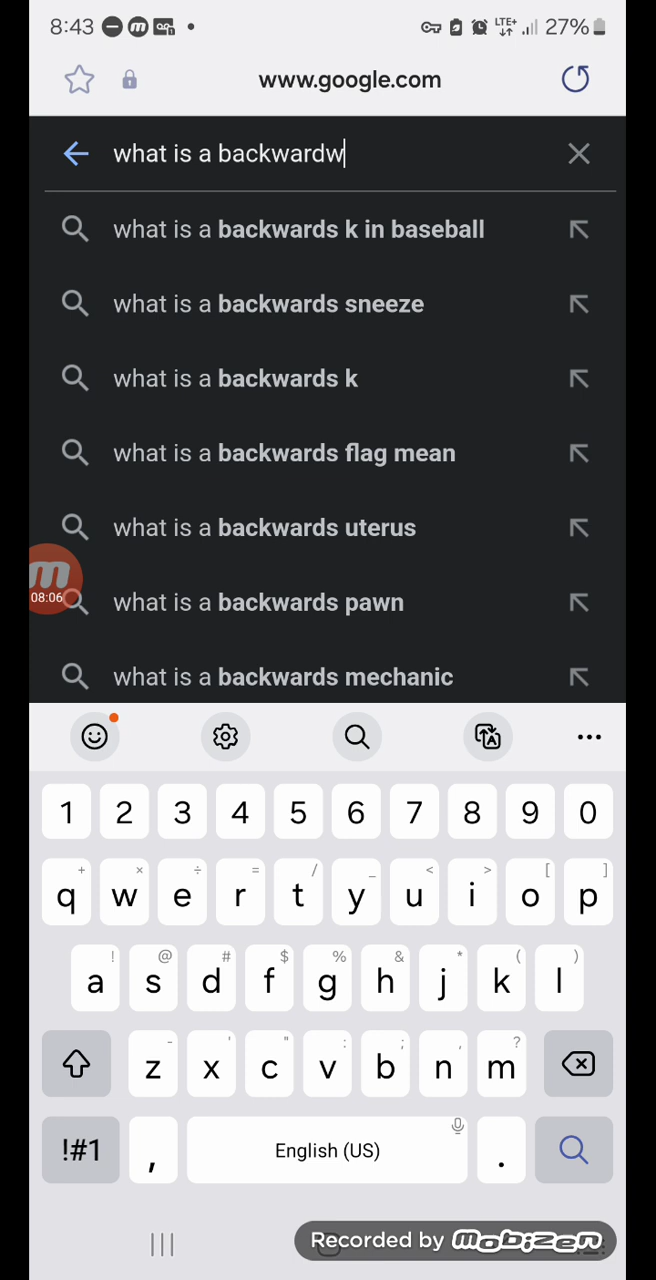 8:43 LTE+ 27%
www.google.com
what is a backwardw
what is a backwards k in baseball
what is a backwards sneeze
what is a backwards k
what is a backwards flag mean
what is a backwards uterus
m
08:06
what is a backwards pawn
what is a backwards mechanic
1 2 3 4 5 6 7 8 9 0
+ × ÷ = / _ < > [ ]
q w e r t y u i o p
! @ # $ % & * ( )
a s d f g h j k l
- ' " : ; , ?
z x c v b n m
!#1 , English (US) .
Recorded by mobizen